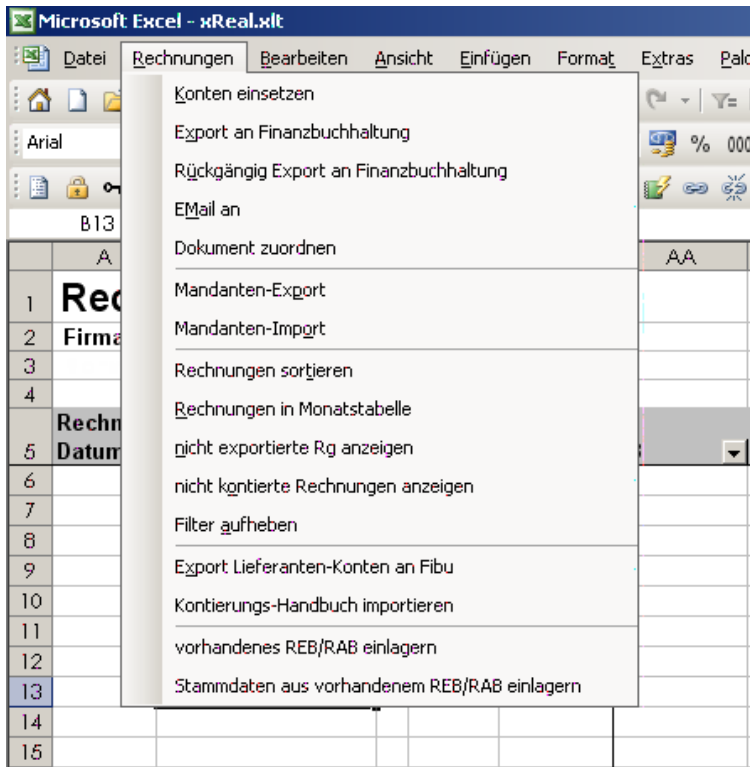 Microsoft Excel - xReal.xlt
Datei Rechnungen Bearbeiten Ansicht Einfügen Format Extras
Arial % 000
B13
A AA
Konten einsetzen
Export an Finanzbuchhaltung
Rückgängig Export an Finanzbuchhaltung
EMail an
Dokument zuordnen
Mandanten-Export
Mandanten-Import
Rechnungen sortieren
Rechnungen in Monatstabelle
nicht exportierte Rg anzeigen
nicht kontierte Rechnungen anzeigen
Filter aufheben
Export Lieferanten-Konten an Fibu
Kontierungs-Handbuch importieren
vorhandenes REB/RAB einlagern
Stammdaten aus vorhandenem REB/RAB einlagern
1
2 Firma
3
4
5 Datum
6
7
8
9
10
11
12
13
14
15